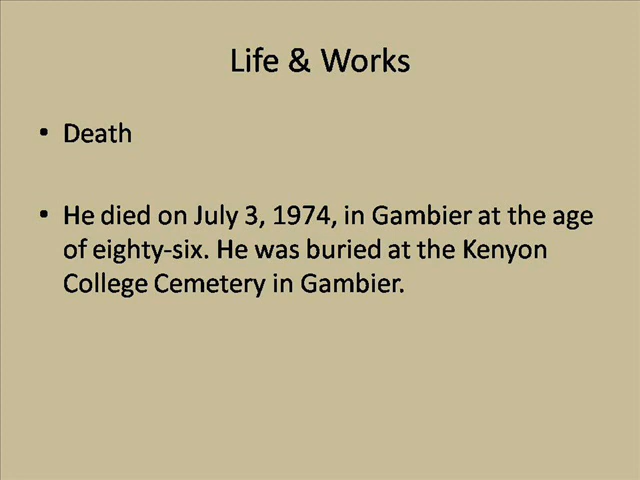 Life & Works
• Death
• He died on July 3, 1974, in Gambier at the age
of eighty-six. He was buried at the Kenyon
College Cemetery in Gambier.